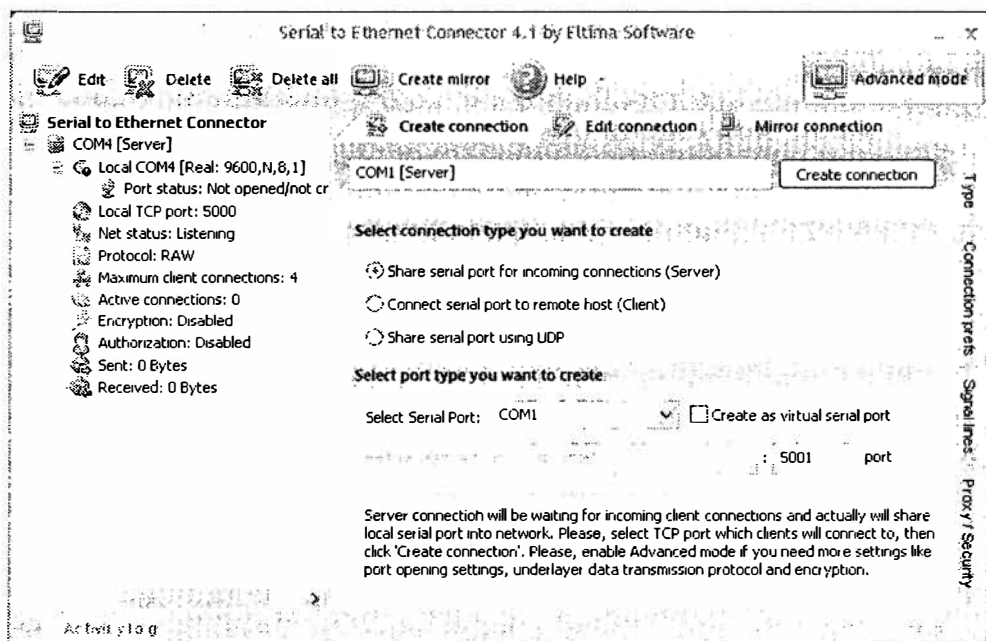 Serial to Ethernet Connector 4.1 by Eltima Software
Edit Delete Delete all Create mirror Help Advanced mode
Serial to Ethernet Connector
COM4 [Server]
Local COM4 [Real: 9600,N,8,1]
Port status: Not opened/not cr
Local TCP port: 5000
Net status: Listening
Protocol: RAW
Maximum client connections: 4
Active connections: 0
Encryption: Disabled
Authorization: Disabled
Sent: 0 Bytes
Received: 0 Bytes
Create connection Edit connection Mirror connection
COM1 [Server] Create connection
Select connection type you want to create
Share serial port for incoming connections (Server)
Connect serial port to remote host (Client)
Share serial port using UDP
Select port type you want to create
Select Serial Port: COM1 Create as virtual serial port
: 5001 port
Server connection will be waiting for incoming client connections and actually will share
local serial port into network. Please, select TCP port which clients will connect to, then
click 'Create connection'. Please, enable Advanced mode if you need more settings like
port opening settings, underlayer data transmission protocol and encryption.
Type
Connection prefs
Signal lines
Proxy / Security
Activity log